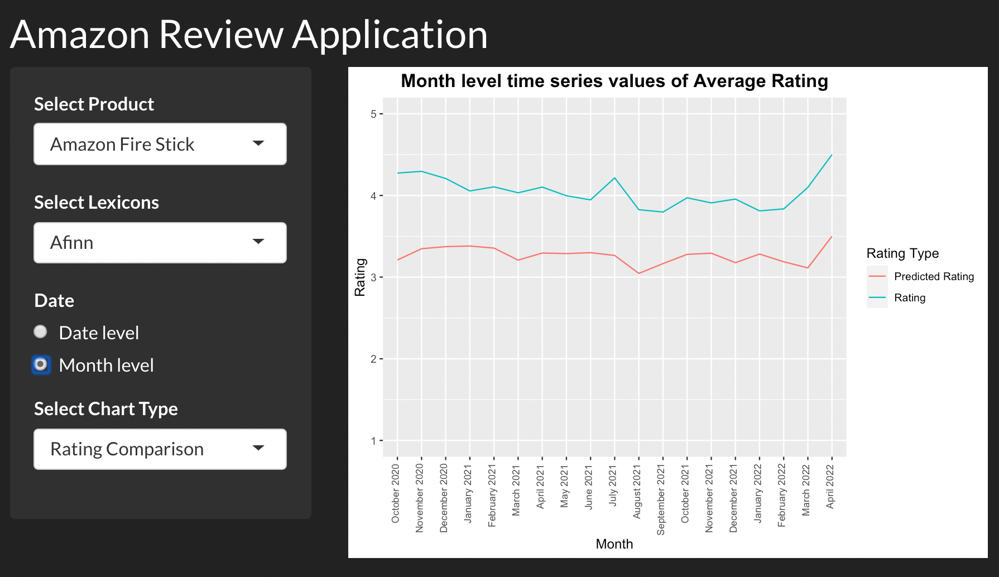 Amazon Review Application
Select Product
Amazon Fire Stick
Select Lexicons
Afinn
Date
Date level
Month level
Select Chart Type
Rating Comparison
Month level time series values of Average Rating
5
4
3
2
1
Rating
October 2020
November 2020
December 2020
January 2021
February 2021
March 2021
April 2021
May 2021
June 2021
July 2021
August 2021
September 2021
October 2021
November 2021
December 2021
January 2022
February 2022
March 2022
April 2022
Month
Rating Type
Predicted Rating
Rating